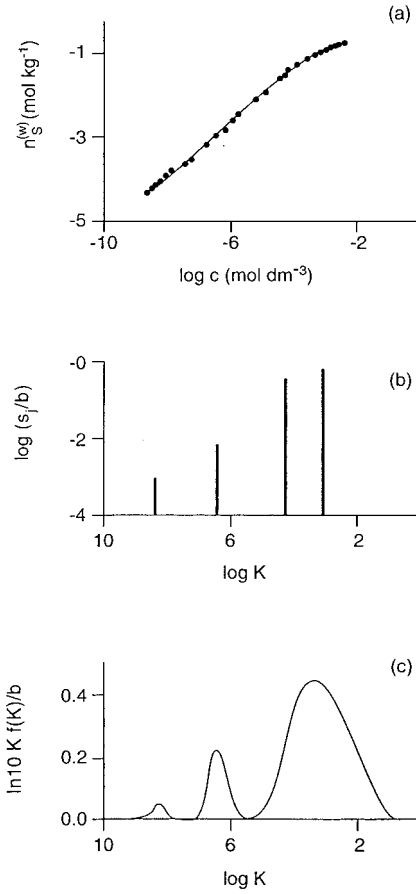 (a)
n_S^(w) (mol kg⁻¹)
-1
-3
-5
-10
-6
-2
log c (mol dm⁻³)
(b)
log (s_j/b)
-0
-2
-4
10
6
2
log K
(c)
ln10 K f(K)/b
0.4
0.2
0.0
10
6
2
log K